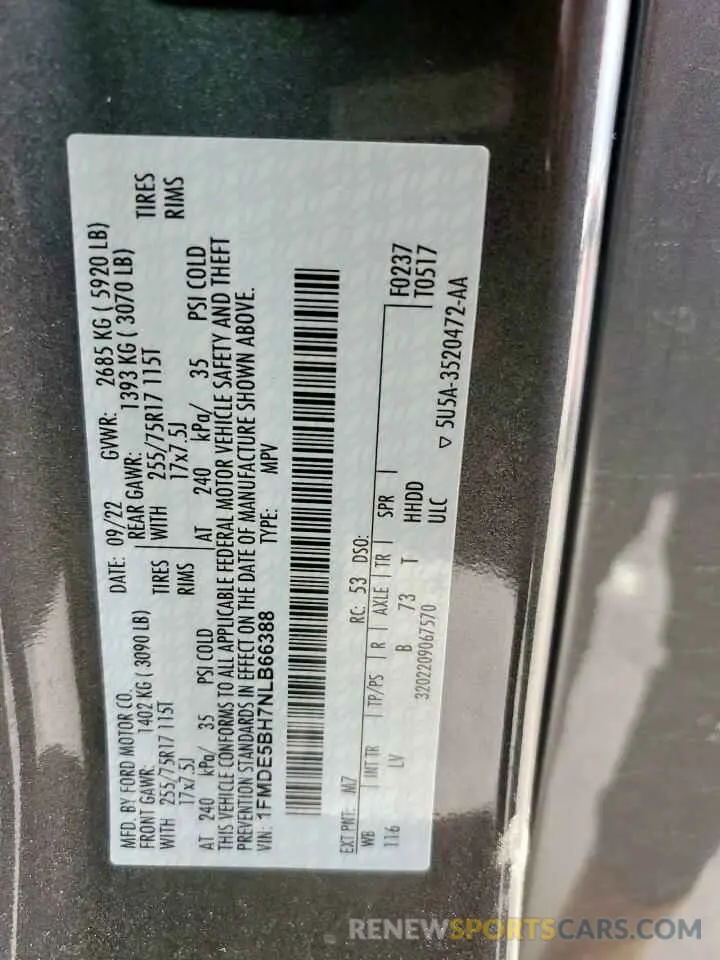 MFD. BY FORD MOTOR CO.
DATE: 09/22 GVWR: 2685 KG ( 5920 LB)
FRONT GAWR: 1402 KG ( 3090 LB) REAR GAWR: 1393 KG ( 3070 LB)
WITH 255/75R17 115T TIRES WITH 255/75R17 115T TIRES
17x7.5J RIMS 17x7.5J RIMS
AT 240 kPa/ 35 PSI COLD AT 240 kPa/ 35 PSI COLD
THIS VEHICLE CONFORMS TO ALL APPLICABLE FEDERAL MOTOR VEHICLE SAFETY AND THEFT
PREVENTION STANDARDS IN EFFECT ON THE DATE OF MANUFACTURE SHOWN ABOVE.
VIN: 1FMDE5BH7NLB66388 TYPE: MPV
EXT PNT: M7 RC: 53 DSO: F0237
T0517
WB INT TR TP/PS R AXLE TR SPR
116 LV B 73 T HHDD
3202209067570 ULC ▽ 5U5A-3520472-AA
RENEWSPORTSCARS.COM